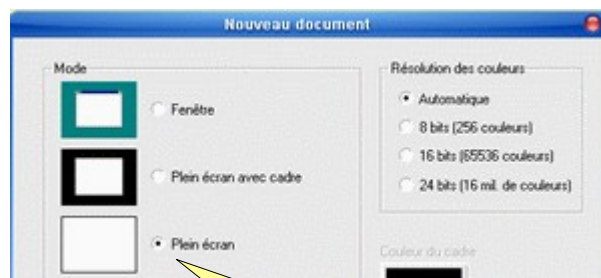 Nouveau document
Mode
Fenêtre
Plein écran avec cadre
Plein écran
Résolution des couleurs
Automatique
8 bits (256 couleurs)
16 bits (65536 couleurs)
24 bits (16 mil. de couleurs)
Couleur du cadre